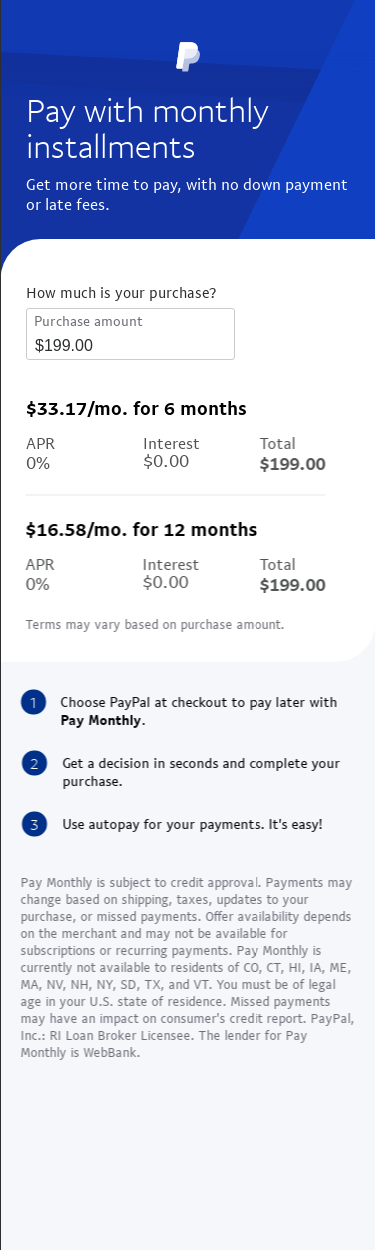 Pay with monthly
installments
Get more time to pay, with no down payment
or late fees.
How much is your purchase?
Purchase amount
$199.00
$33.17/mo. for 6 months
APR Interest Total
0% $0.00 $199.00
$16.58/mo. for 12 months
APR Interest Total
0% $0.00 $199.00
Terms may vary based on purchase amount.
1 Choose PayPal at checkout to pay later with
Pay Monthly.
2 Get a decision in seconds and complete your
purchase.
3 Use autopay for your payments. It's easy!
Pay Monthly is subject to credit approval. Payments may
change based on shipping, taxes, updates to your
purchase, or missed payments. Offer availability depends
on the merchant and may not be available for
subscriptions or recurring payments. Pay Monthly is
currently not available to residents of CO, CT, HI, IA, ME,
MA, NV, NH, NY, SD, TX, and VT. You must be of legal
age in your U.S. state of residence. Missed payments
may have an impact on consumer's credit report. PayPal,
Inc.: RI Loan Broker Licensee. The lender for Pay
Monthly is WebBank.